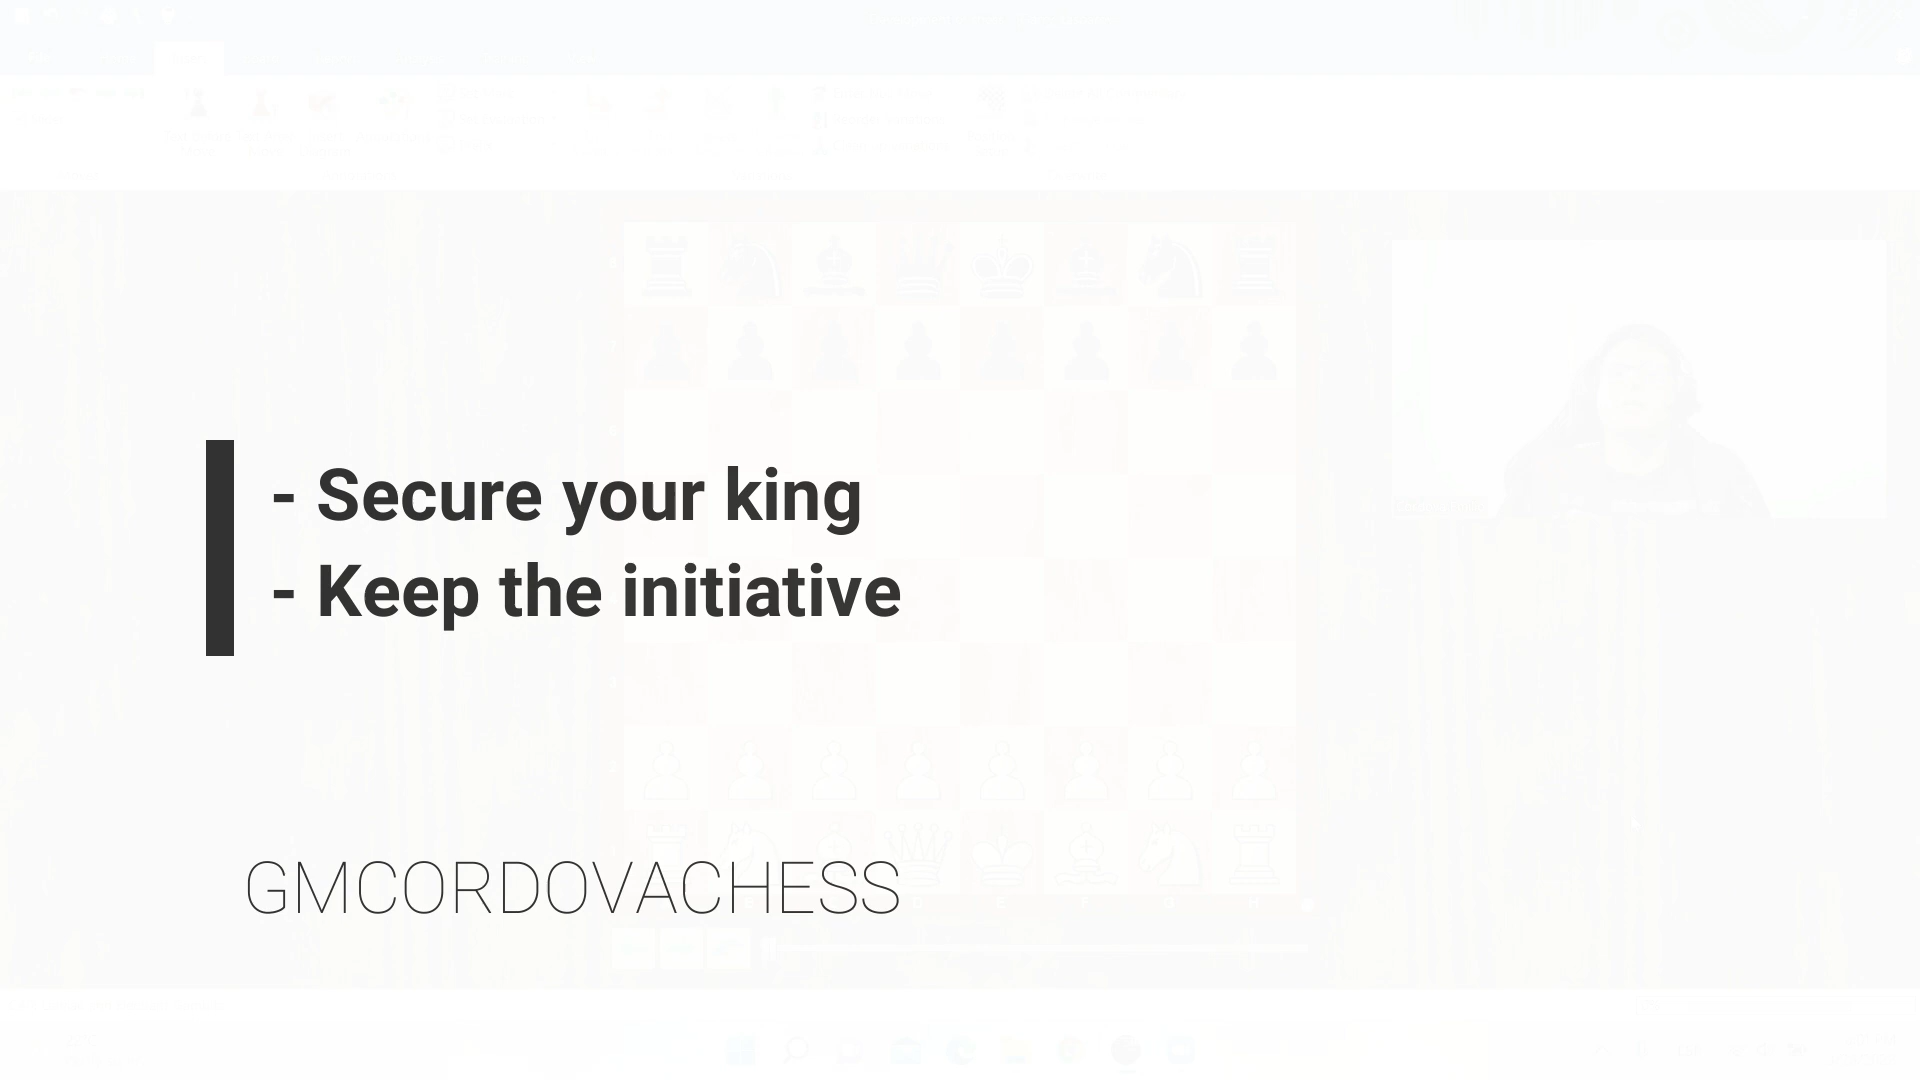 - Secure your king
- Keep the initiative
GMCORDOVACHESS